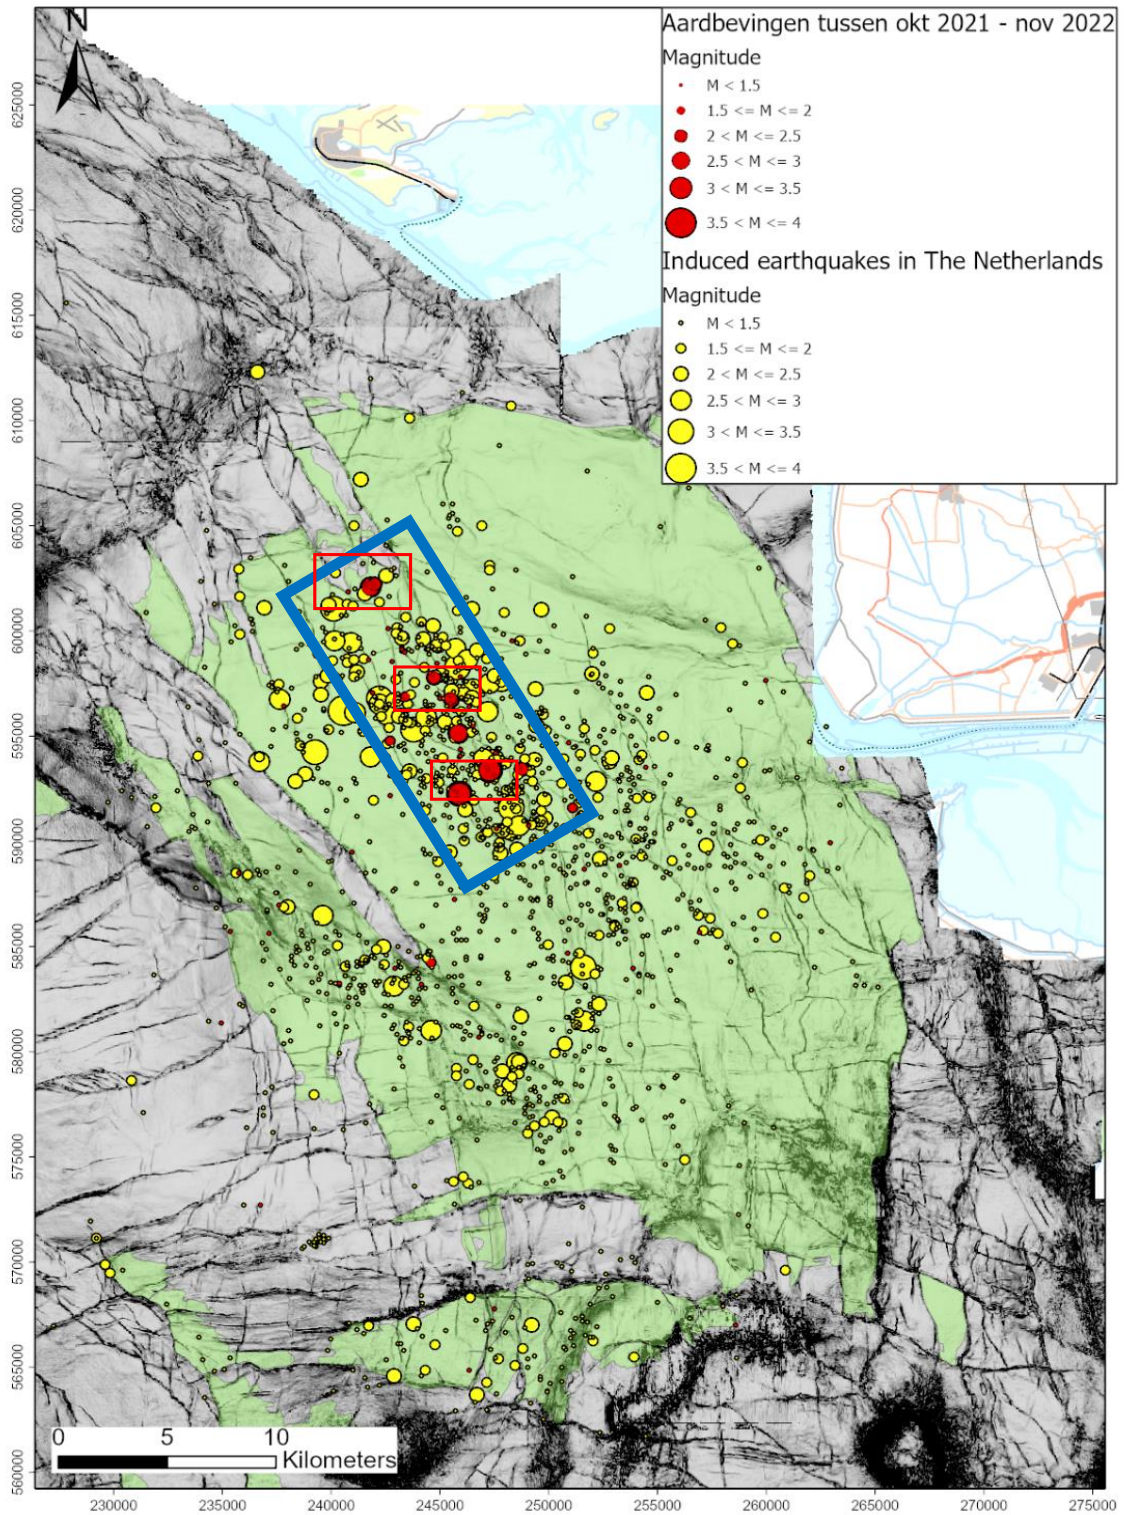 N
Aardbevingen tussen okt 2021 - nov 2022
Magnitude
M < 1.5
1.5 <= M <= 2
2 < M <= 2.5
2.5 < M <= 3
3 < M <= 3.5
3.5 < M <= 4
Induced earthquakes in The Netherlands
Magnitude
M < 1.5
1.5 <= M <= 2
2 < M <= 2.5
2.5 < M <= 3
3 < M <= 3.5
3.5 < M <= 4
625000
620000
615000
610000
605000
600000
595000
590000
585000
580000
575000
570000
565000
560000
0 5 10
Kilometers
230000 235000 240000 245000 250000 255000 260000 265000 270000 275000